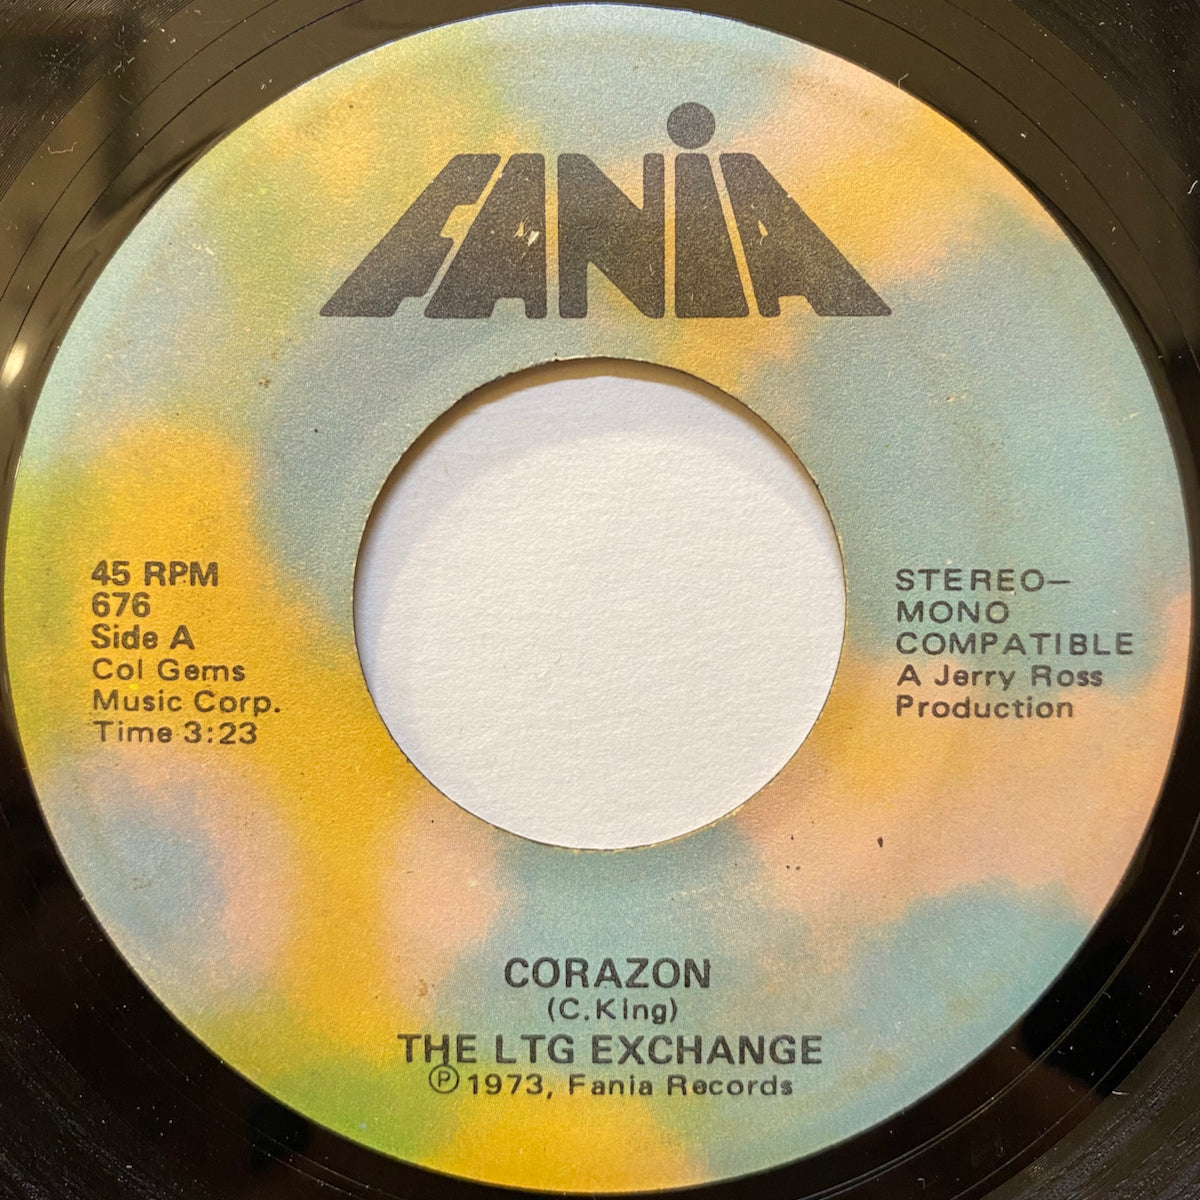 FANiA
45 RPM
676
Side A
Col Gems
Music Corp.
Time 3:23
STEREO—
MONO
COMPATIBLE
A Jerry Ross
Production
CORAZON
(C.King)
THE LTG EXCHANGE
℗1973, Fania Records